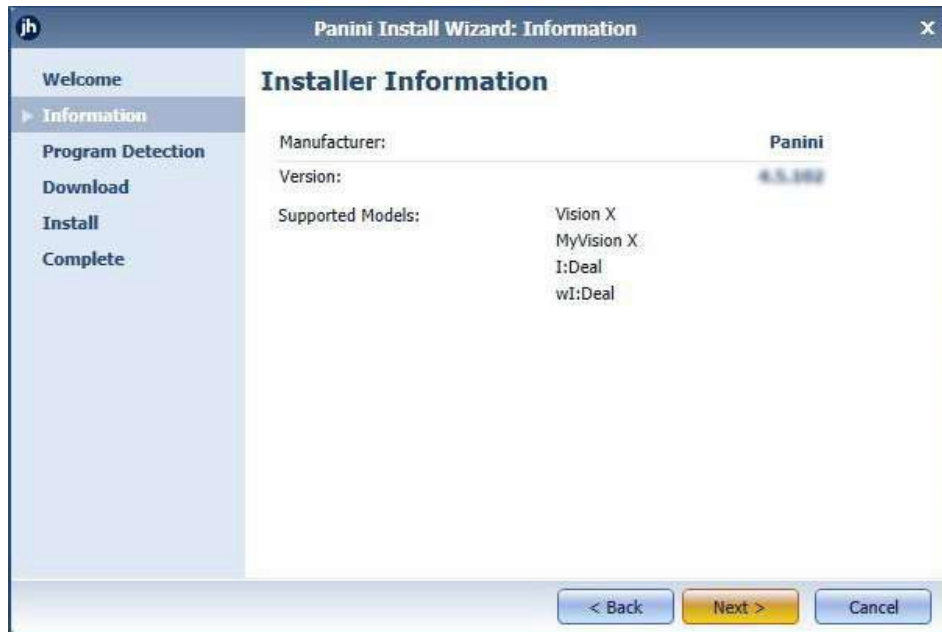 jh
Panini Install Wizard: Information
X
Welcome
Information
Program Detection
Download
Install
Complete
Installer Information
Manufacturer: Panini
Version:
Supported Models: Vision X
MyVision X
I:Deal
wI:Deal
< Back Next > Cancel